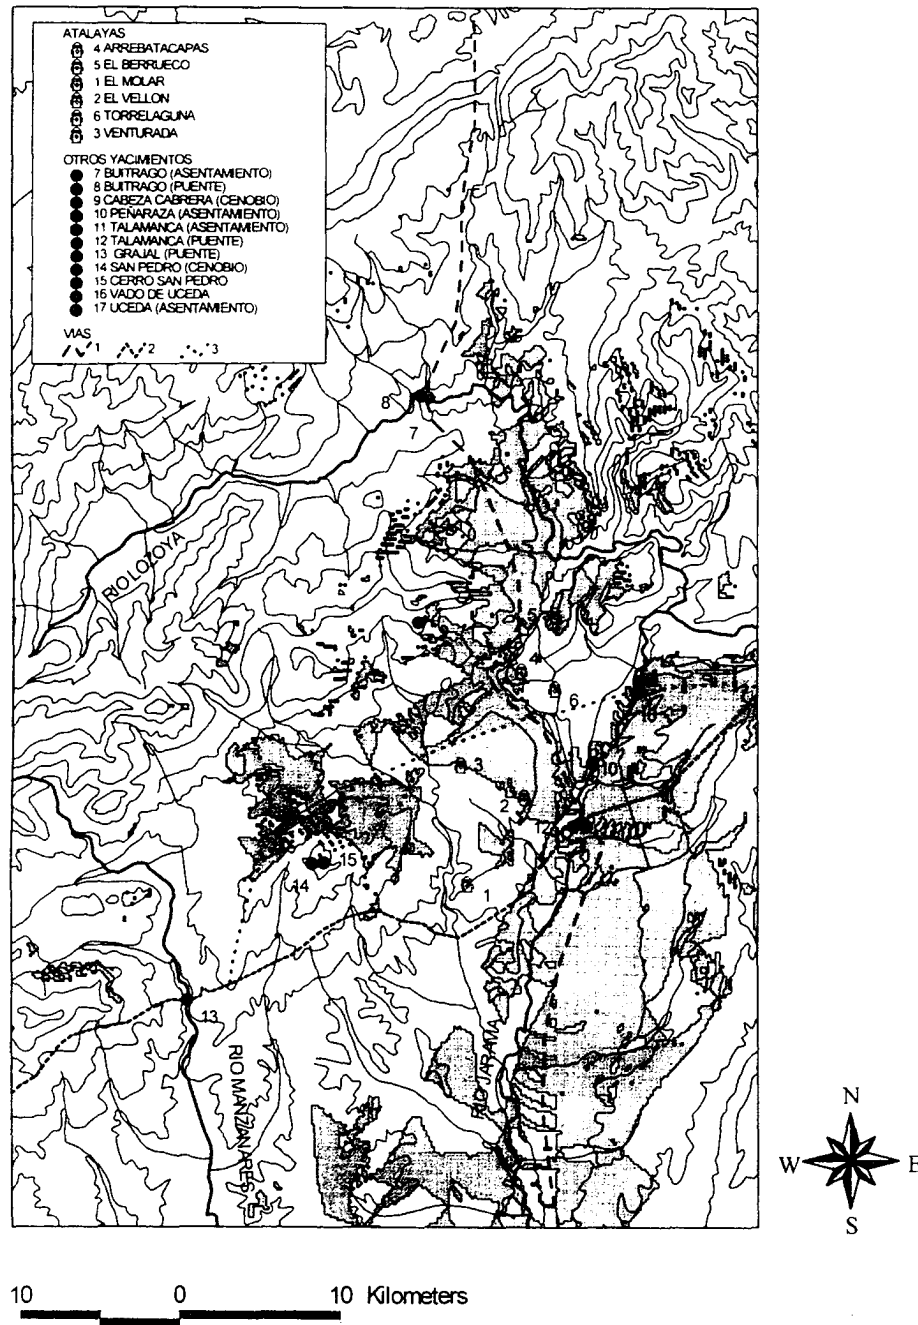 ATALAYAS
4 ARREBATACAPAS
5 EL BERRUECO
1 EL MOLAR
2 EL VELLON
6 TORRELAGUNA
3 VENTURADA
OTROS YACIMIENTOS
7 BUITRAGO (ASENTAMIENTO)
8 BUITRAGO (PUENTE)
9 CABEZA CABRERA (CENOBIO)
10 PEÑARAZA (ASENTAMIENTO)
11 TALAMANCA (ASENTAMIENTO)
12 TALAMANCA (PUENTE)
13 GRAJAL (PUENTE)
14 SAN PEDRO (CENOBIO)
15 CERRO SAN PEDRO
16 VADO DE UCEDA
17 UCEDA (ASENTAMIENTO)
VIAS
1 2 3
8
7
RIO LOZOYA
5
4
6
3
10
2
15
14
1
13
RIO MANZANARES
RIO JARAMA
N
W E
S
10 0 10 Kilometers